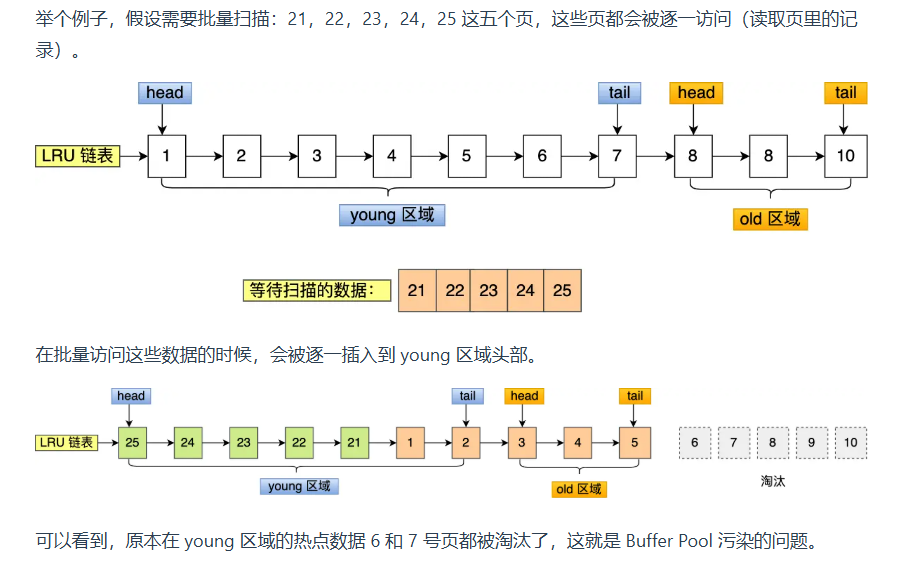 举个例子，假设需要批量扫描：21，22，23，24，25 这五个页，这些页都会被逐一访问（读取页里的记
录）。
head tail head tail
LRU 链表 1 2 3 4 5 6 7 8 8 10
young 区域 old 区域
等待扫描的数据： 21 22 23 24 25
在批量访问这些数据的时候，会被逐一插入到 young 区域头部。
head tail head tail
LRU 链表 25 24 23 22 21 1 2 3 4 5 6 7 8 9 10
young 区域 old 区域 淘汰
可以看到，原本在 young 区域的热点数据 6 和 7 号页都被淘汰了，这就是 Buffer Pool 污染的问题。